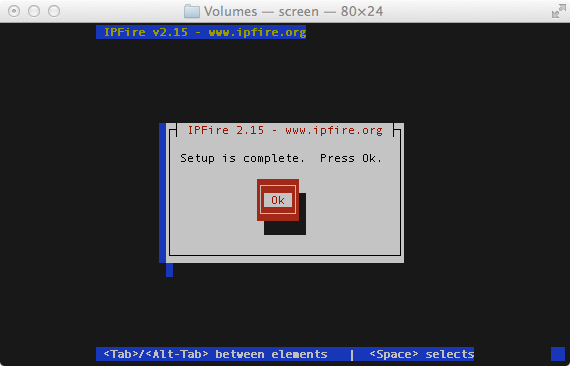 Volumes — screen — 80×24
IPFire v2.15 - www.ipfire.org
IPFire 2.15 - www.ipfire.org
Setup is complete.  Press Ok.
Ok
<Tab>/<Alt-Tab> between elements   |  <Space> selects